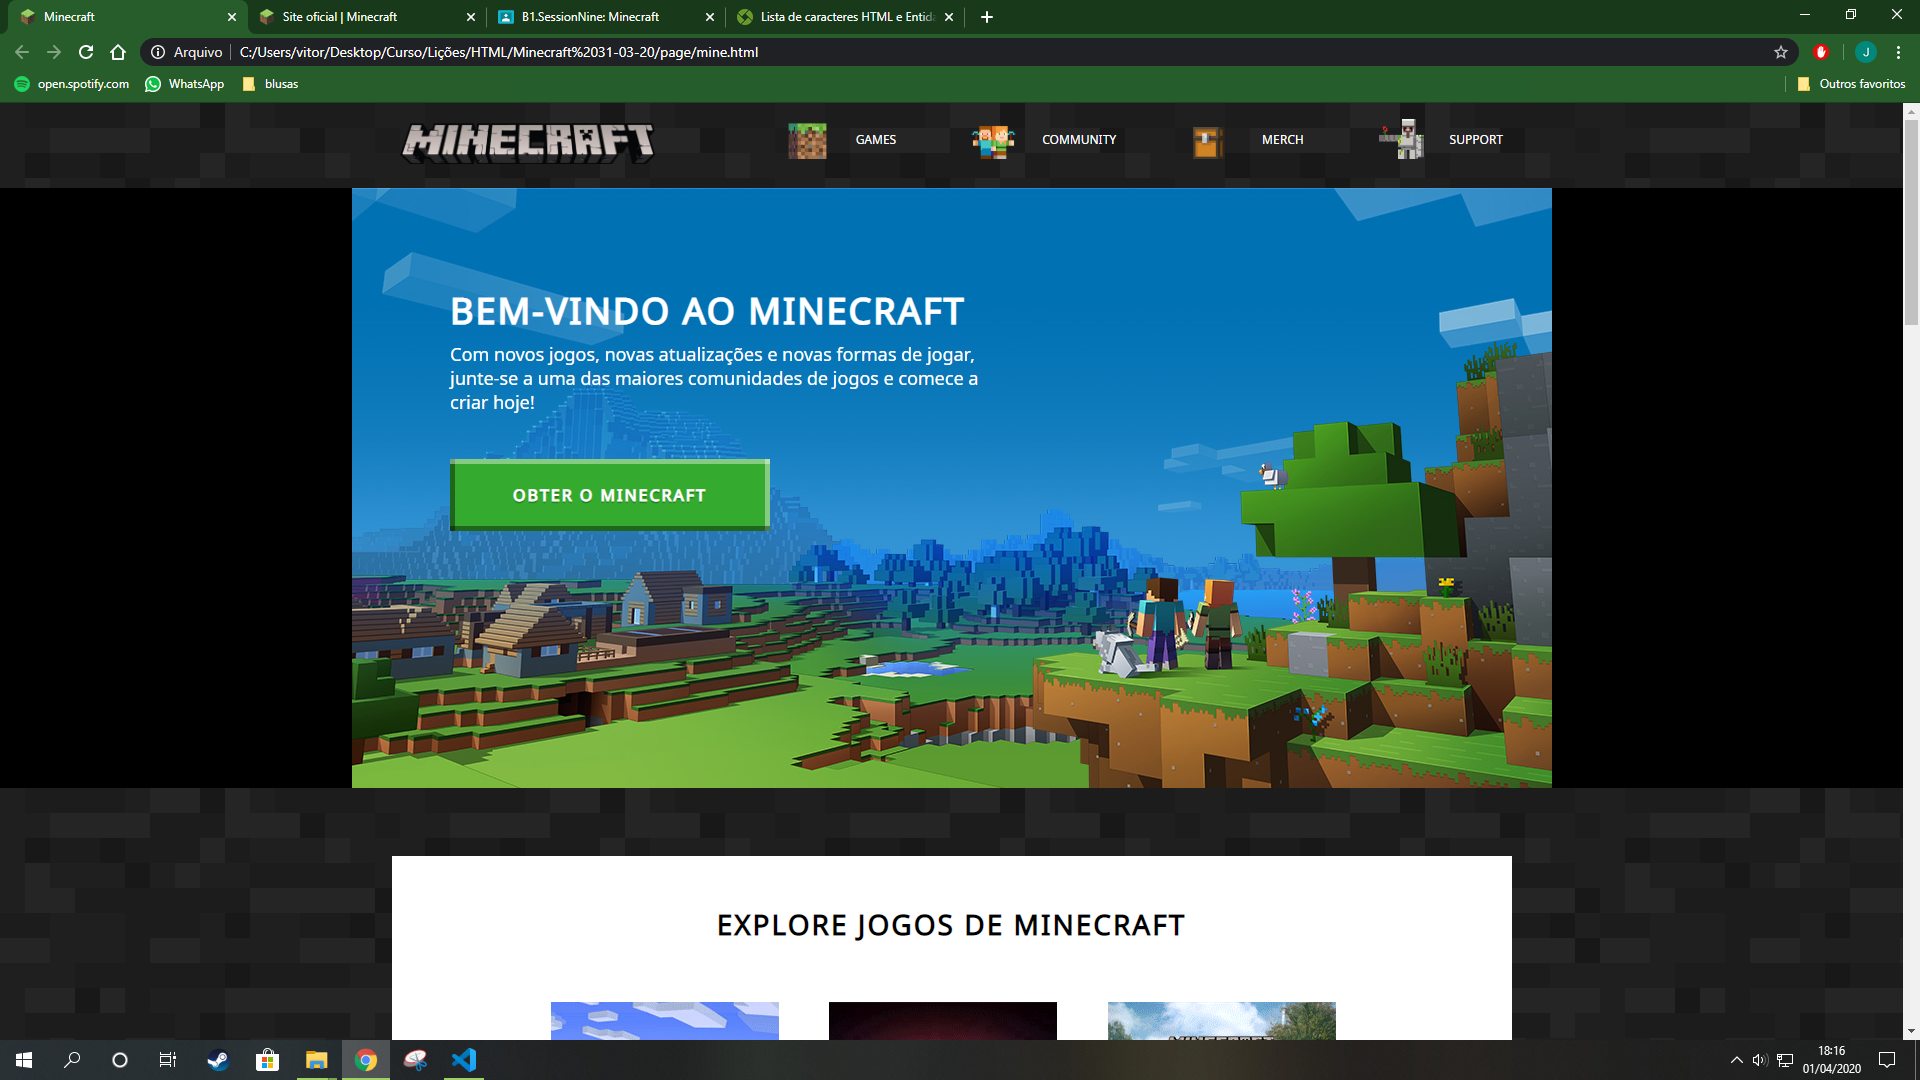 Minecraft
Site oficial | Minecraft
B1.SessionNine: Minecraft
Lista de caracteres HTML e Entid
Arquivo
C:/Users/vitor/Desktop/Curso/Lições/HTML/Minecraft%2031-03-20/page/mine.html
J
open.spotify.com
WhatsApp
blusas
Outros favoritos
MINECRAFT
GAMES
COMMUNITY
MERCH
SUPPORT
BEM-VINDO AO MINECRAFT
Com novos jogos, novas atualizações e novas formas de jogar,
junte-se a uma das maiores comunidades de jogos e comece a
criar hoje!
OBTER O MINECRAFT
EXPLORE JOGOS DE MINECRAFT
18:16
01/04/2020